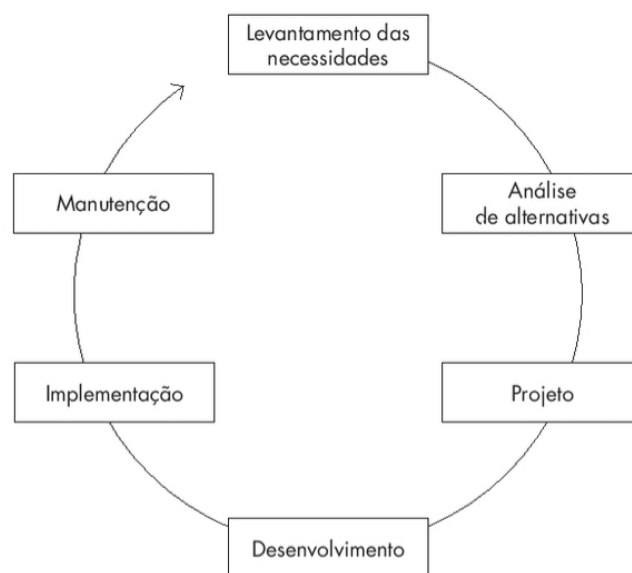 Levantamento das
necessidades
Análise
de alternativas
Projeto
Desenvolvimento
Implementação
Manutenção